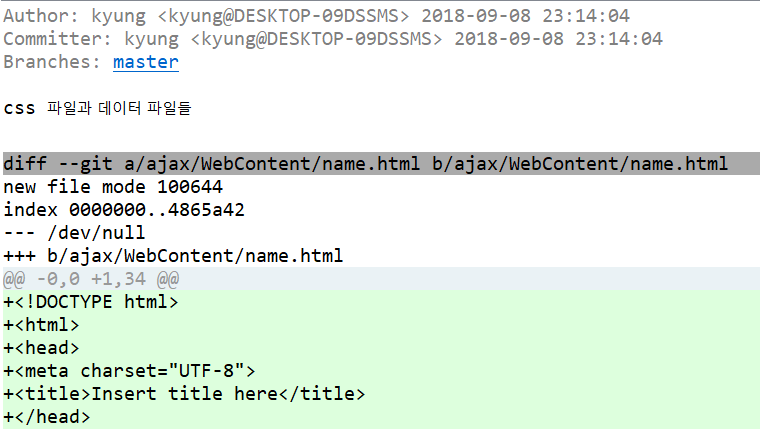 Author: kyung <kyung@DESKTOP-09DSSMS> 2018-09-08 23:14:04
Committer: kyung <kyung@DESKTOP-09DSSMS> 2018-09-08 23:14:04
Branches: master
css 파일과 데이터 파일들
diff --git a/ajax/WebContent/name.html b/ajax/WebContent/name.html
new file mode 100644
index 0000000..4865a42
--- /dev/null
+++ b/ajax/WebContent/name.html
@@ -0,0 +1,34 @@
+<!DOCTYPE html>
+<html>
+<head>
+<meta charset="UTF-8">
+<title>Insert title here</title>
+</head>